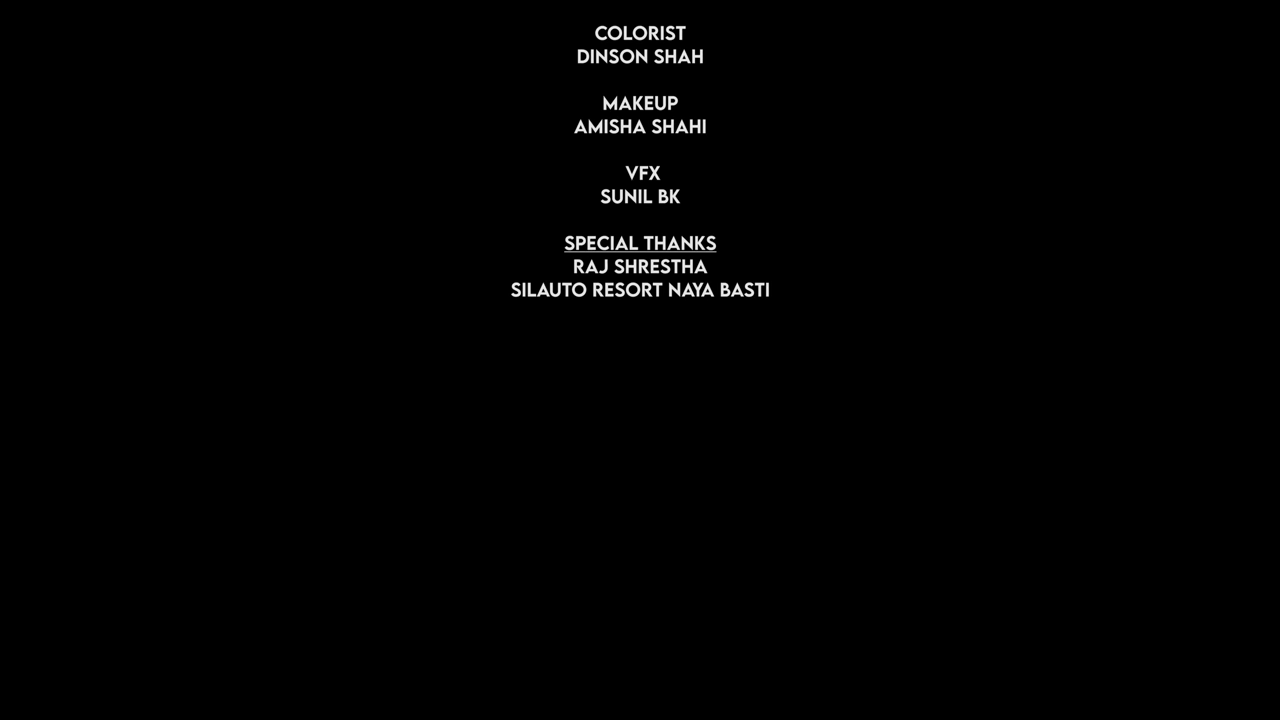 COLORIST
DINSON SHAH
MAKEUP
AMISHA SHAHI
VFX
SUNIL BK
SPECIAL THANKS
RAJ SHRESTHA
SILAUTO RESORT NAYA BASTI